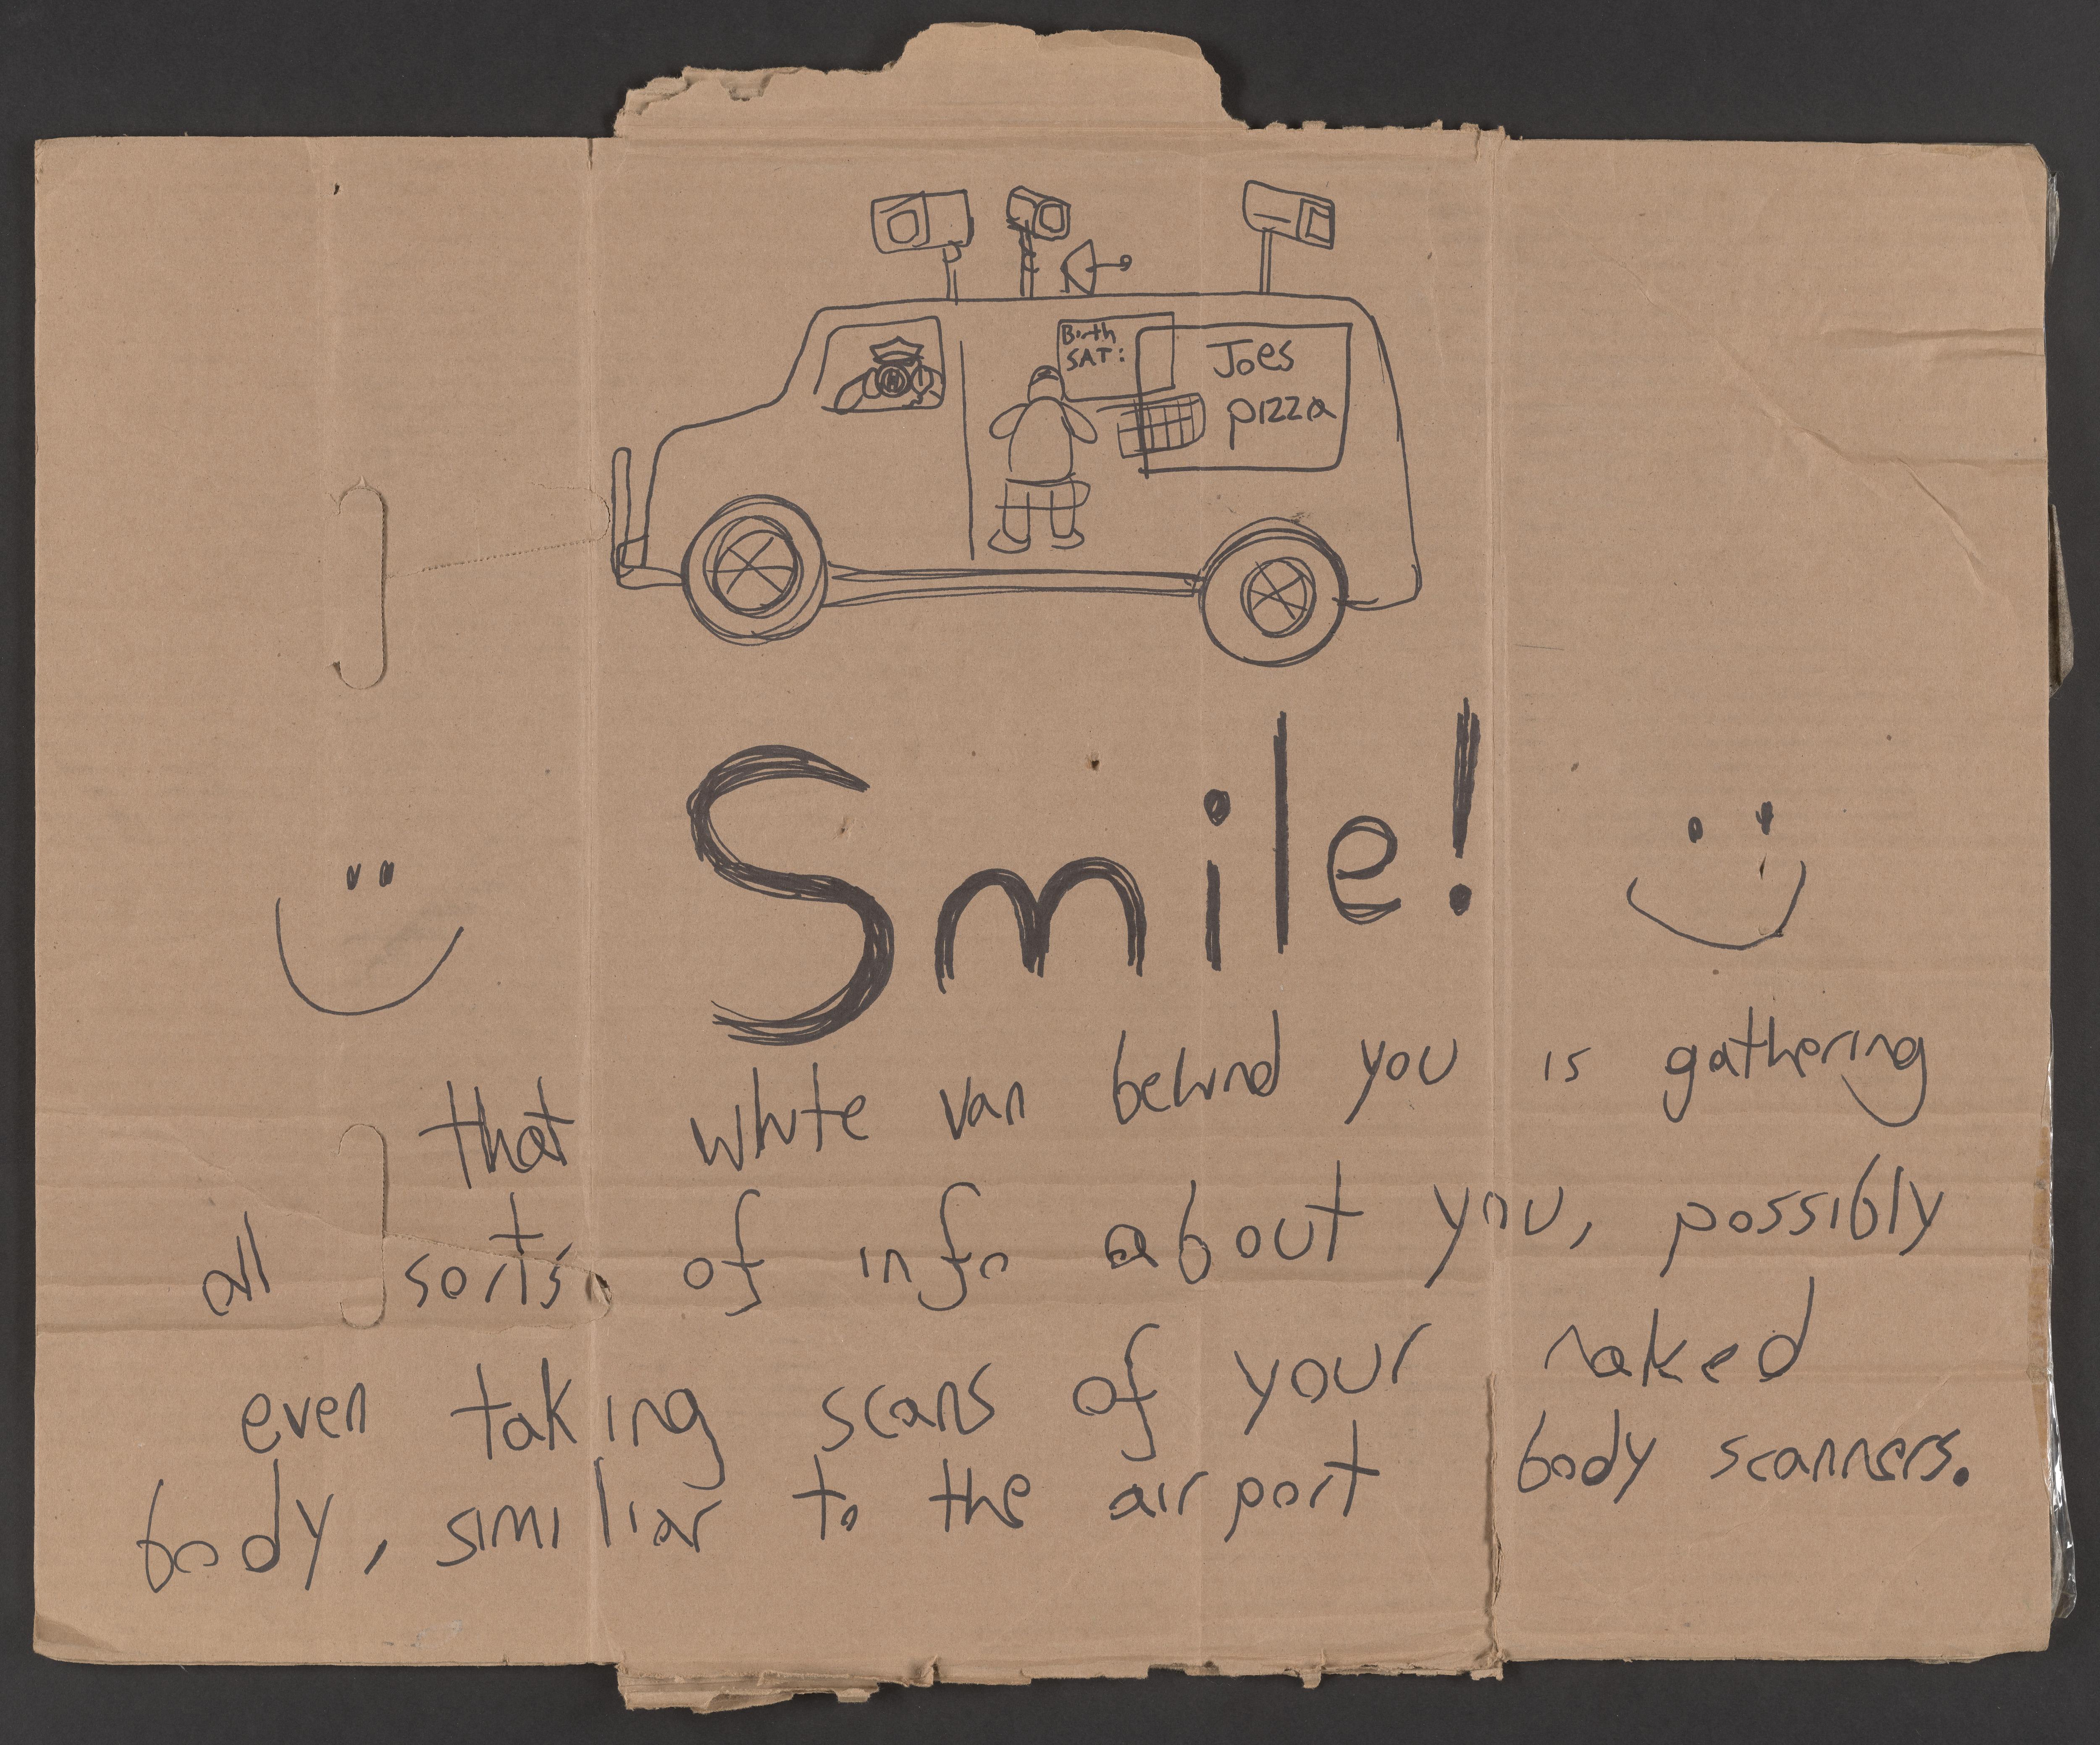 Birth
SAT:
Joes
pizza
Smile!
that white van behind you is gathering
all sorts of info about you, possibly
even taking scans of your naked
body, similiar to the airport body scanners.